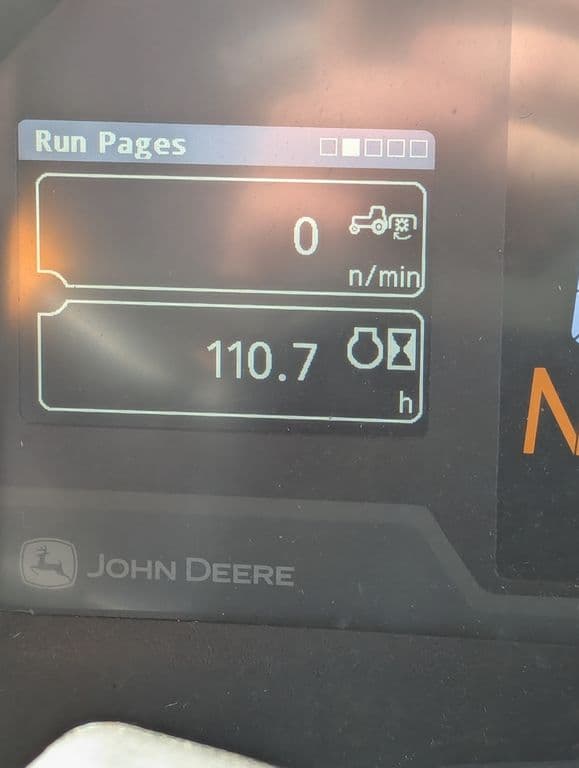 Run Pages
0
n/min
110.7
h
N
JOHN DEERE